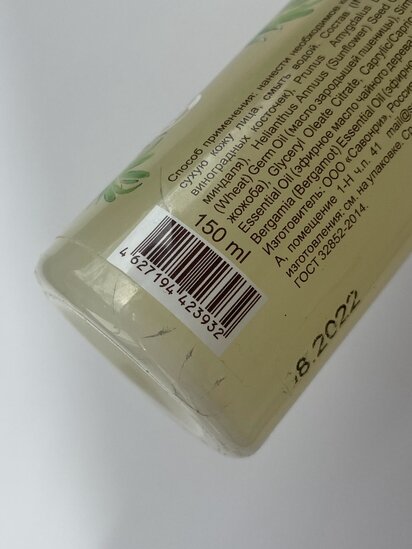 Способ применения: нанести необходимое
сухую кожу лица, смыть водой. Состав
виноградных косточек), Prunus Amygdalus
миндаля), Helianthus Annuus (Sunflower) Seed
(Wheat) Germ Oil (масло зародышей пшеницы),
жожоба), Glyceryl Oleate Citrate, Caprylic/Capric
Essential Oil (эфирное масло чайного дерева)
Bergamia (Bergamot) Essential Oil (эфирное
Изготовитель: ООО «Савонри», Россия
А, помещение 1-Н ч.п. 41
изготовления: см. на упаковке.
ГОСТ 32852-2014.
150 ml
4 627194 423932
8.2022